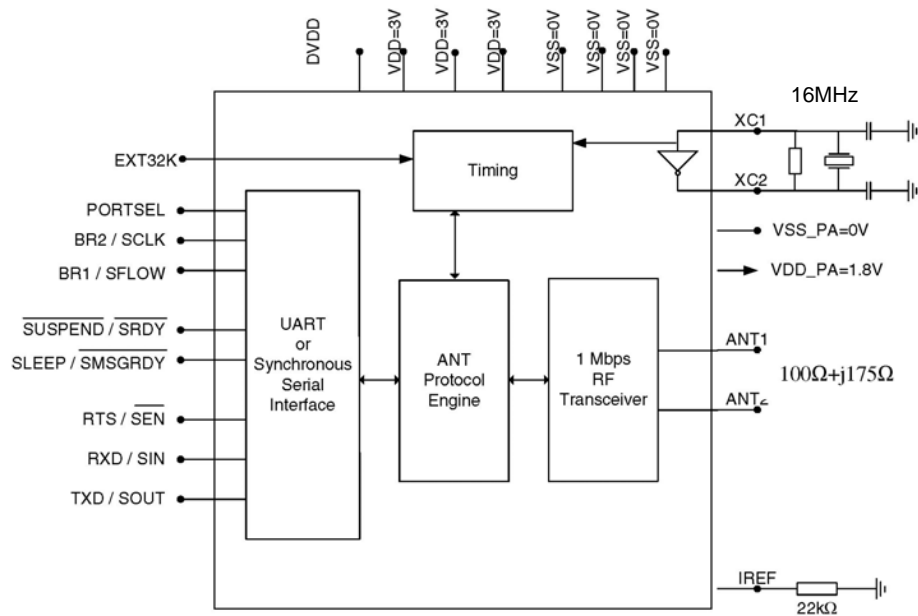 DVDD
VDD=3V
VDD=3V
VDD=3V
VSS=0V
VSS=0V
VSS=0V
VSS=0V
16MHz
XC1
EXT32K
Timing
XC2
PORTSEL
BR2 / SCLK
VSS_PA=0V
BR1 / SFLOW
VDD_PA=1.8V
SUSPEND / SRDY
UART
or
Synchronous
Serial
Interface
ANT
Protocol
Engine
1 Mbps
RF
Transceiver
SLEEP / SMSGRDY
ANT1
100Ω+j175Ω
ANT2
RTS / SEN
RXD / SIN
TXD / SOUT
IREF
22kΩ